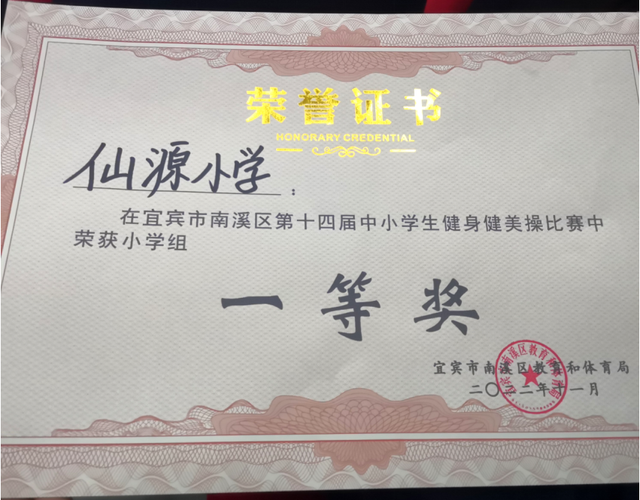 荣誉证书
HONORARY CREDENTIAL
仙源小学：
在宜宾市南溪区第十四届中小学生健身健美操比赛中
荣获小学组
一等奖
宜宾市南溪区教育和体育局
二〇二二年十一月